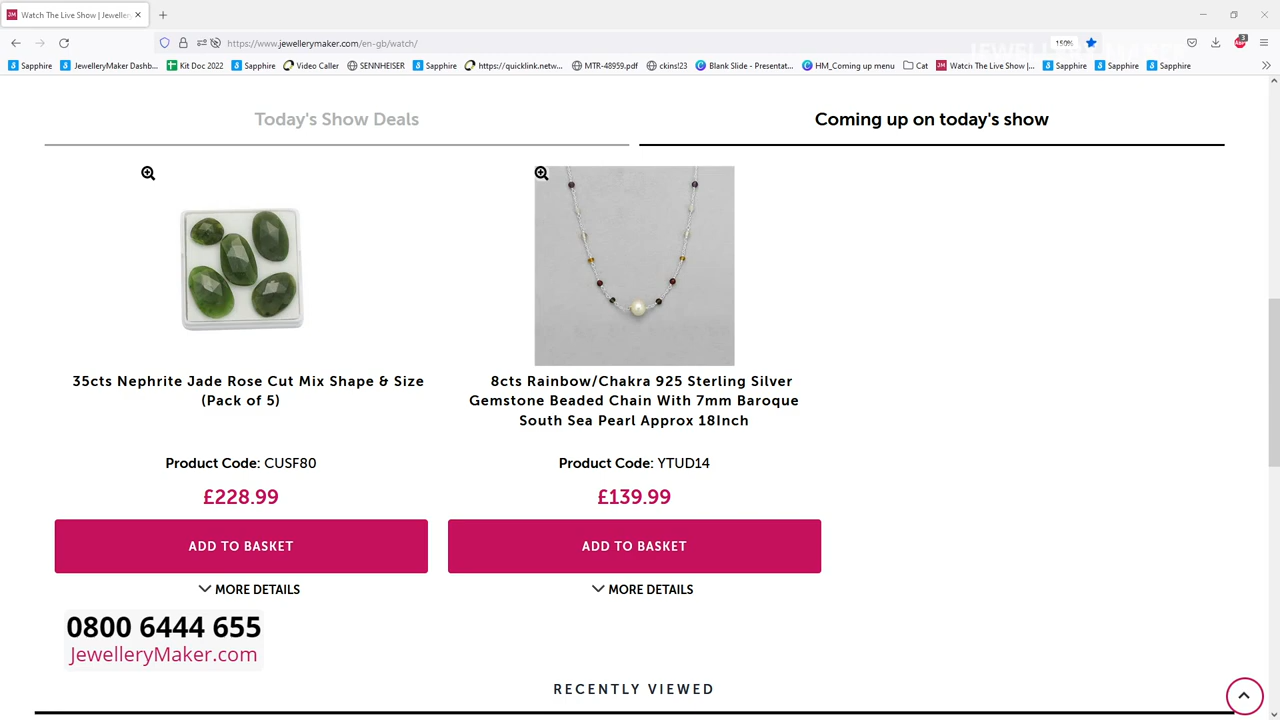 Watch The Live Show | Jeweller
https://www.jewellerymaker.com/en-gb/watch/
150%
Sapphire
JewelleryMaker Dashb...
Kit Doc 2022
Sapphire
Video Caller
SENNHEISER
Sapphire
https://quicklink.netw...
MTR-48959.pdf
ckins!23
Blank Slide - Presentat...
HM_Coming up menu
Cat
Watch The Live Show |...
Sapphire
Sapphire
Sapphire
JEWELLERYMAKER
Today's Show Deals
Coming up on today's show
35cts Nephrite Jade Rose Cut Mix Shape & Size
(Pack of 5)
Product Code: CUSF80
£228.99
ADD TO BASKET
MORE DETAILS
8cts Rainbow/Chakra 925 Sterling Silver
Gemstone Beaded Chain With 7mm Baroque
South Sea Pearl Approx 18Inch
Product Code: YTUD14
£139.99
ADD TO BASKET
MORE DETAILS
0800 6444 655
JewelleryMaker.com
RECENTLY VIEWED